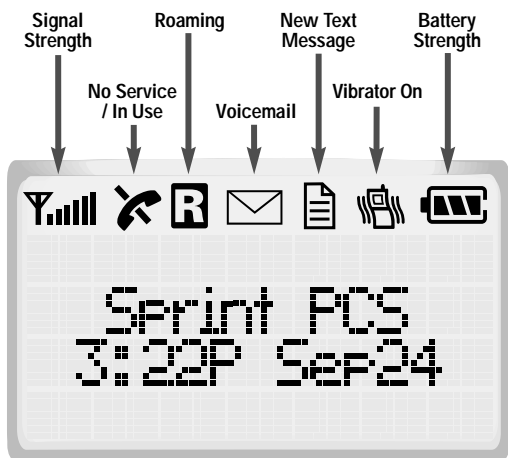 Signal Strength
Roaming
New Text Message
Battery Strength
No Service / In Use
Voicemail
Vibrator On
R
Sprint PCS
3:22P Sep24